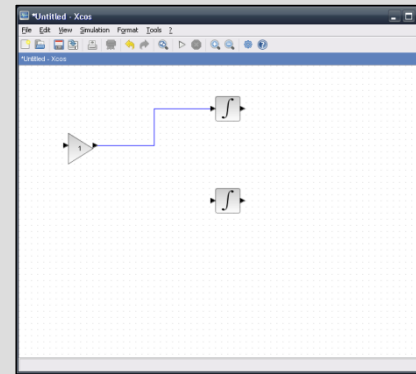 *Untitled - Xcos
File Edit View Simulation Format Tools ?
*Untitled - Xcos
1